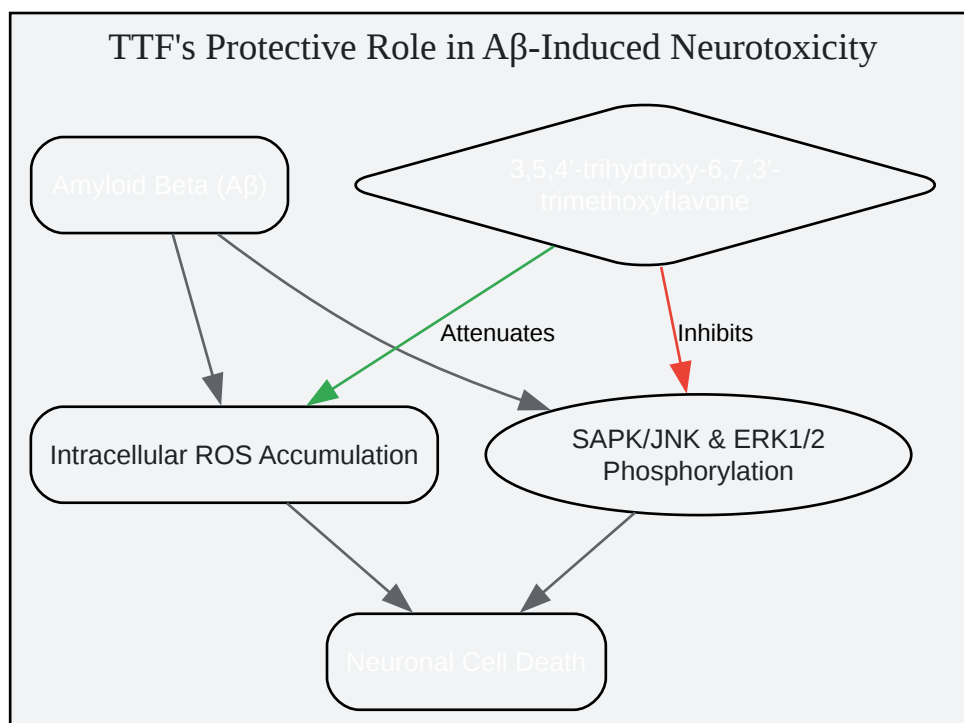 TTF's Protective Role in Aβ-Induced Neurotoxicity
Amyloid Beta (Aβ)
3,5,4′-trihydroxy-6,7,3′-
trimethoxyflavone
Attenuates
Inhibits
Intracellular ROS Accumulation
SAPK/JNK & ERK1/2
Phosphorylation
Neuronal Cell Death